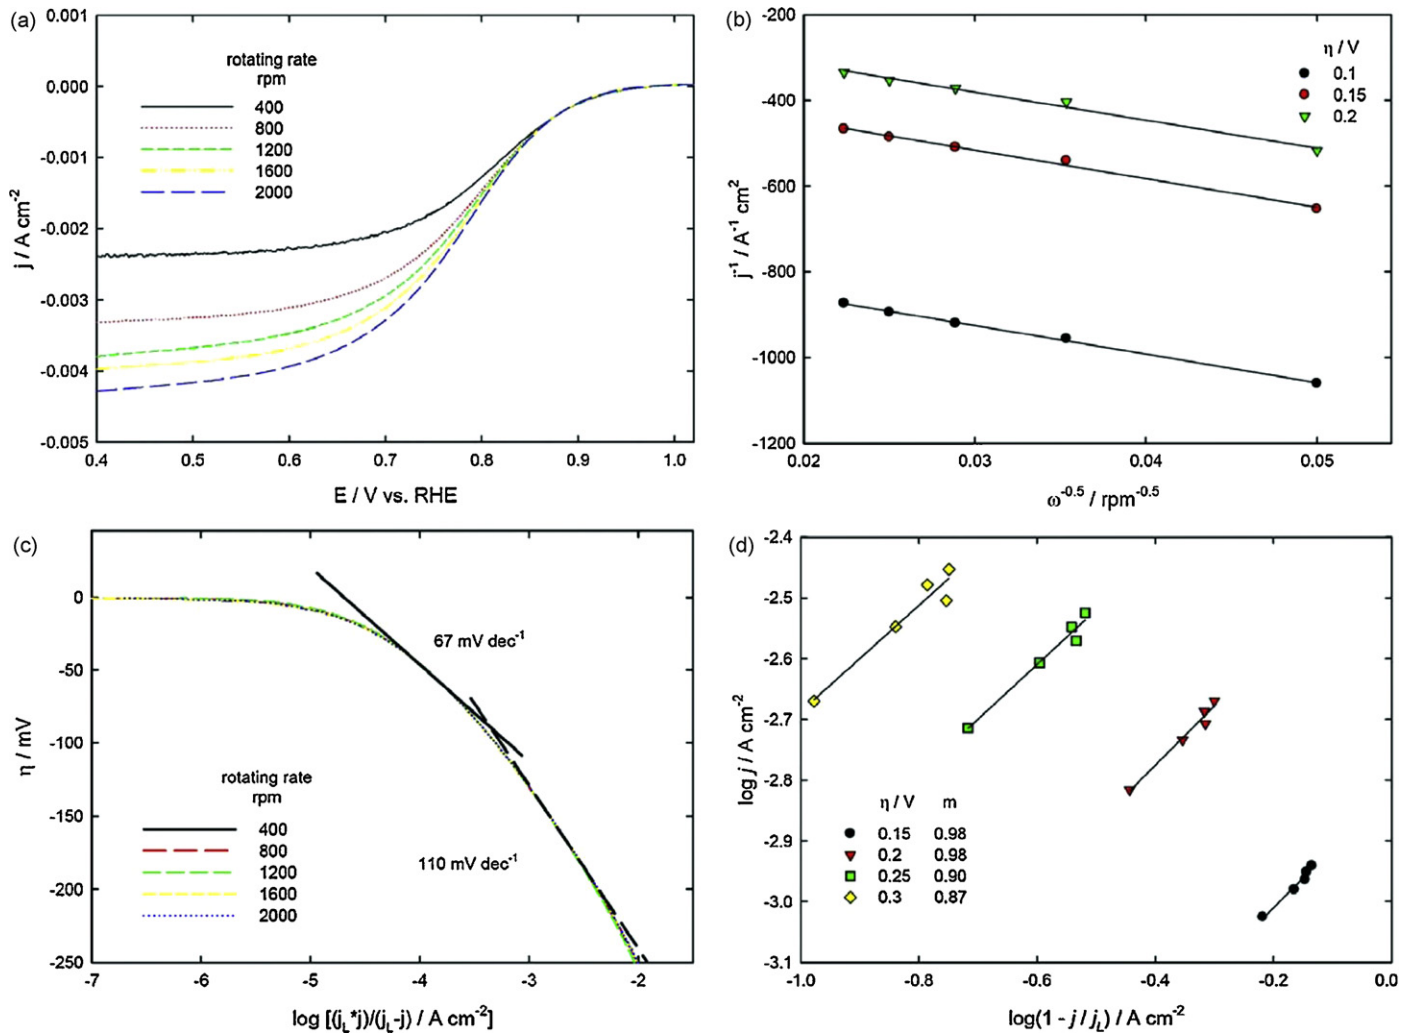 (a)
0.001
0.000
-0.001
-0.002
-0.003
-0.004
-0.005
j / A cm-2
rotating rate
rpm
400
800
1200
1600
2000
0.4 0.5 0.6 0.7 0.8 0.9 1.0
E / V vs. RHE
(b)
-200
-400
-600
-800
-1000
-1200
j-1 / A-1 cm2
η / V
0.1
0.15
0.2
0.02 0.03 0.04 0.05
ω-0.5 / rpm-0.5
(c)
0
-50
-100
-150
-200
-250
η / mV
67 mV dec-1
110 mV dec-1
rotating rate
rpm
400
800
1200
1600
2000
-7 -6 -5 -4 -3 -2
log [(jL*j)/(jL-j) / A cm-2]
(d)
-2.4
-2.5
-2.6
-2.7
-2.8
-2.9
-3.0
-3.1
log j / A cm-2
η / V m
0.15 0.98
0.2 0.98
0.25 0.90
0.3 0.87
-1.0 -0.8 -0.6 -0.4 -0.2 0.0
log(1 - j / jL) / A cm-2